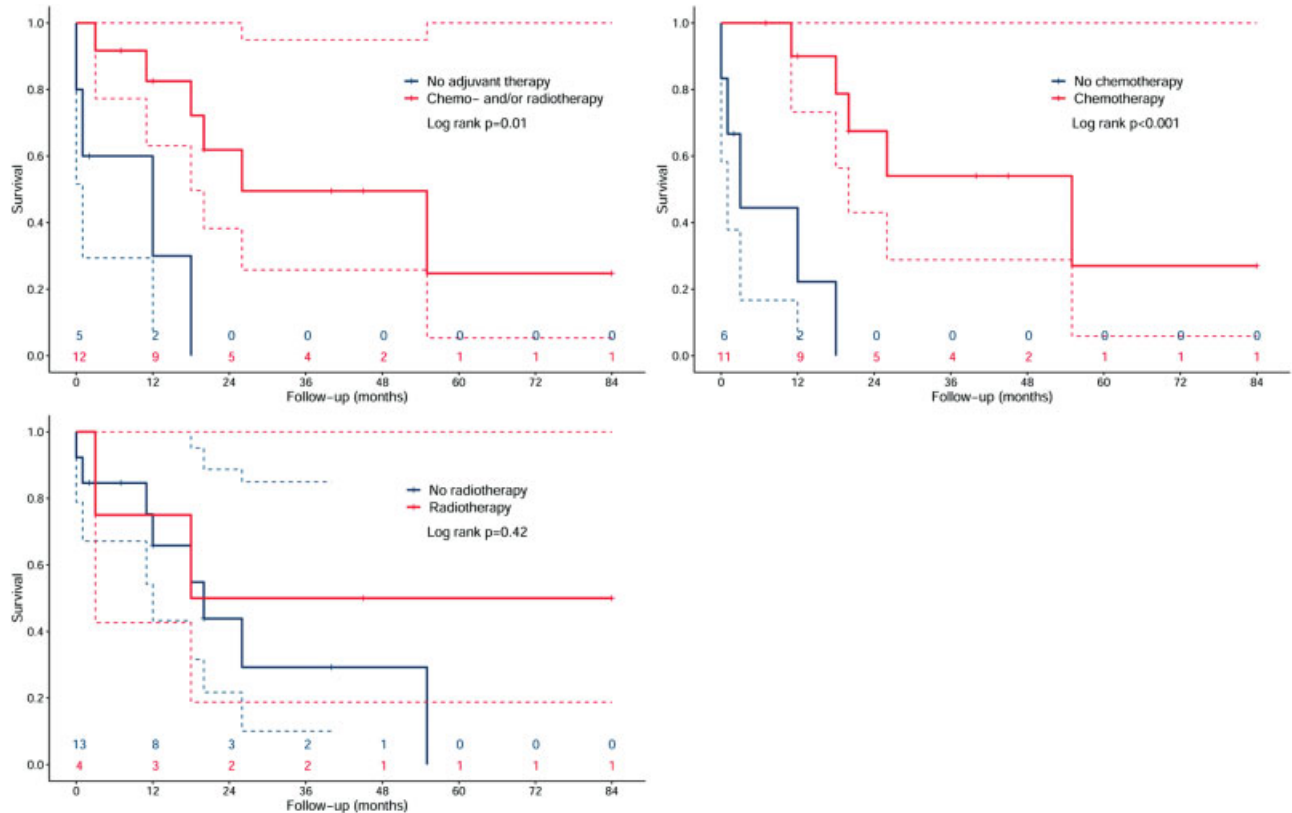 1.0
No adjuvant therapy
0.8
Chemo- and/or radiotherapy
Log rank p=0.01
0.6
Survival
0.4
0.2
5 2 0 0 0 0 0 0
12 9 5 4 2 1 1 1
0.0
0 12 24 36 48 60 72 84
Follow-up (months)
1.0
No chemotherapy
0.8
Chemotherapy
Log rank p<0.001
0.6
Survival
0.4
0.2
6 2 0 0 0 0 0 0
11 9 5 4 2 1 1 1
0.0
0 12 24 36 48 60 72 84
Follow-up (months)
1.0
No radiotherapy
0.8
Radiotherapy
Log rank p=0.42
0.6
Survival
0.4
0.2
13 8 3 2 1 0 0 0
4 3 2 2 1 1 1 1
0.0
0 12 24 36 48 60 72 84
Follow-up (months)